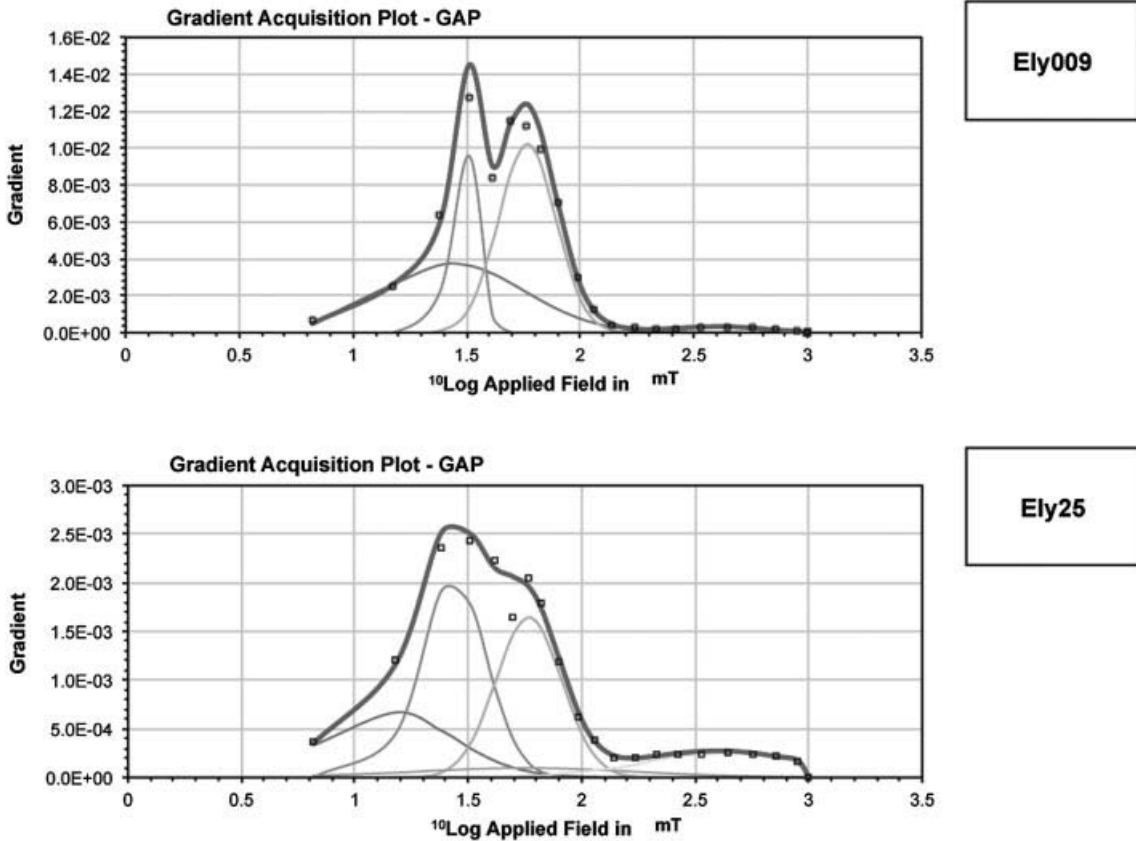 Gradient Acquisition Plot - GAP
Ely009
1.6E-02
1.4E-02
1.2E-02
1.0E-02
8.0E-03
6.0E-03
4.0E-03
2.0E-03
0.0E+00
Gradient
0 0.5 1 1.5 2 2.5 3 3.5
¹⁰Log Applied Field in mT
Gradient Acquisition Plot - GAP
Ely25
3.0E-03
2.5E-03
2.0E-03
1.5E-03
1.0E-03
5.0E-04
0.0E+00
Gradient
0 0.5 1 1.5 2 2.5 3 3.5
¹⁰Log Applied Field in mT